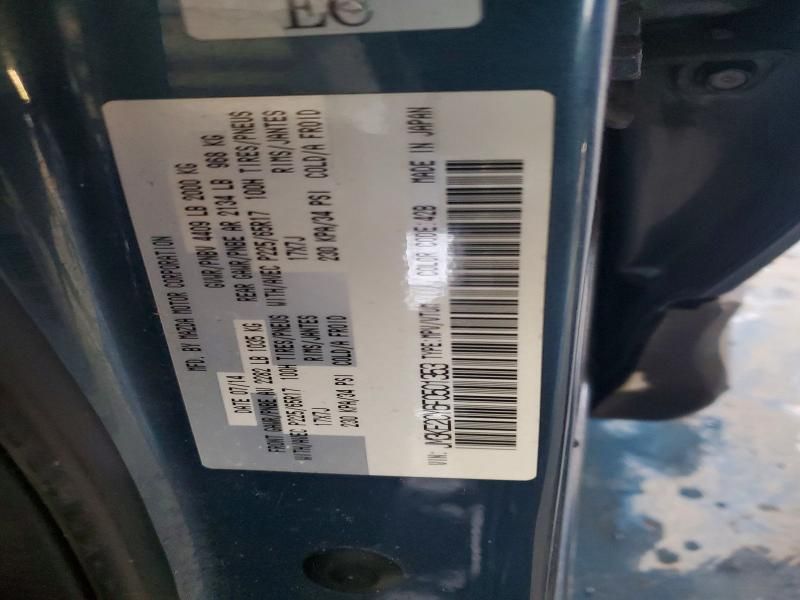 EC
MFD. BY MAZDA MOTOR CORPORATION
DATE 07/14 GVWR/PNBV 4409 LB 2000 KG
FRONT GAWR/PNBE AV 2282 LB 1035 KG REAR GAWR/PNBE AR 2134 LB 968 KG
WITH/AVEC P225/65R17 100H TIRES/PNEUS WITH/AVEC P225/65R17 100H TIRES/PNEUS
17X7J RIMS/JANTES 17X7J RIMS/JANTES
230 KPA/34 PSI COLD/A FROID 230 KPA/34 PSI COLD/A FROID
VIN: TYPE:MPV/VTUM COLOR CODE:42B MADE IN JAPAN